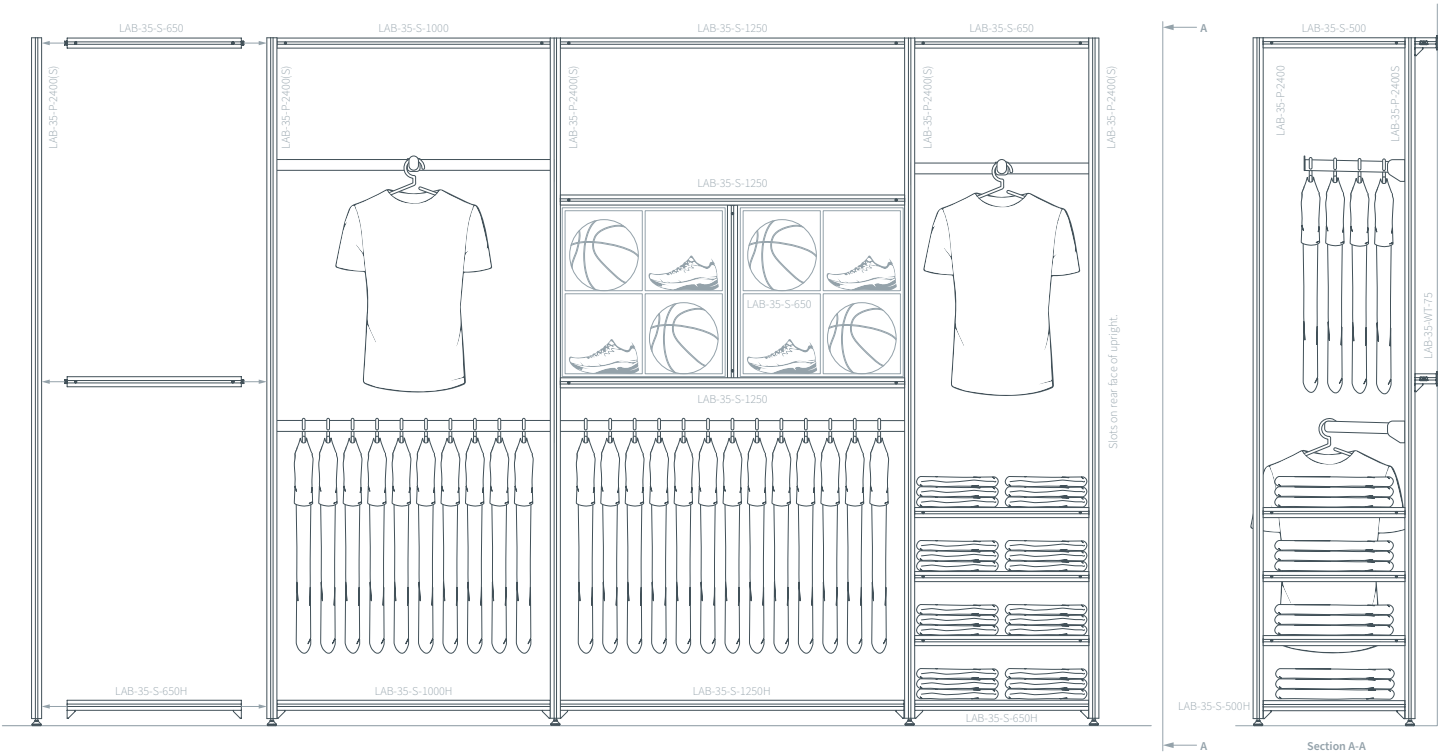 LAB-35-S-650
LAB-35-S-1000
LAB-35-S-1250
LAB-35-S-650
A
LAB-35-S-500
LAB-35-P-2400(S)
LAB-35-P-2400(S)
LAB-35-P-2400(S)
LAB-35-P-2400(S)
LAB-35-P-2400(S)
LAB-35-P-2400
LAB-35-P-2400S
LAB-35-S-1250
LAB-35-S-650
LAB-35-WT-75
Slots on rear face of upright.
LAB-35-S-1250
LAB-35-S-650H
LAB-35-S-1000H
LAB-35-S-1250H
LAB-35-S-650H
LAB-35-S-500H
A
Section A-A